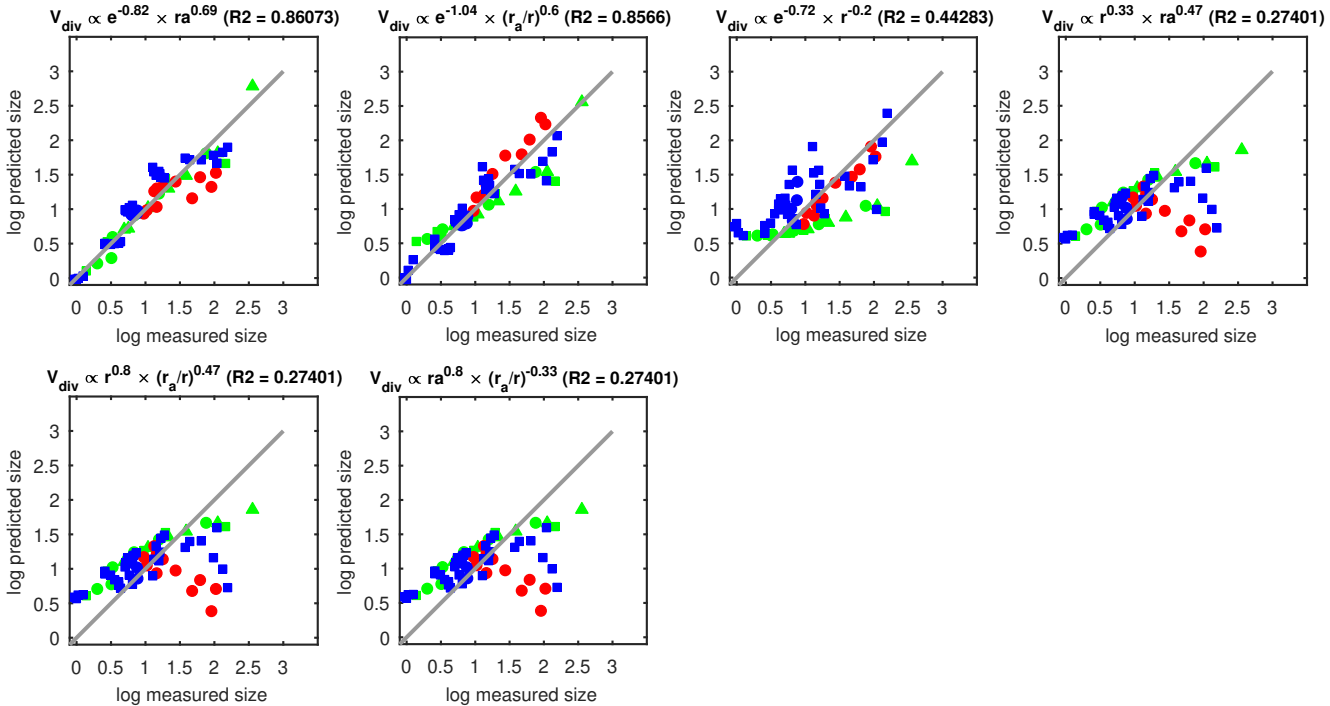 V_div ∝ e^-0.82 × ra^0.69 (R2 = 0.86073)
log predicted size
3
2.5
2
1.5
1
0.5
0
0 0.5 1 1.5 2 2.5 3
log measured size
V_div ∝ e^-1.04 × (r_a/r)^0.6 (R2 = 0.8566)
log predicted size
3
2.5
2
1.5
1
0.5
0
0 0.5 1 1.5 2 2.5 3
log measured size
V_div ∝ e^-0.72 × r^-0.2 (R2 = 0.44283)
log predicted size
3
2.5
2
1.5
1
0.5
0
0 0.5 1 1.5 2 2.5 3
log measured size
V_div ∝ r^0.33 × ra^0.47 (R2 = 0.27401)
log predicted size
3
2.5
2
1.5
1
0.5
0
0 0.5 1 1.5 2 2.5 3
log measured size
V_div ∝ r^0.8 × (r_a/r)^0.47 (R2 = 0.27401)
log predicted size
3
2.5
2
1.5
1
0.5
0
0 0.5 1 1.5 2 2.5 3
log measured size
V_div ∝ ra^0.8 × (r_a/r)^-0.33 (R2 = 0.27401)
log predicted size
3
2.5
2
1.5
1
0.5
0
0 0.5 1 1.5 2 2.5 3
log measured size